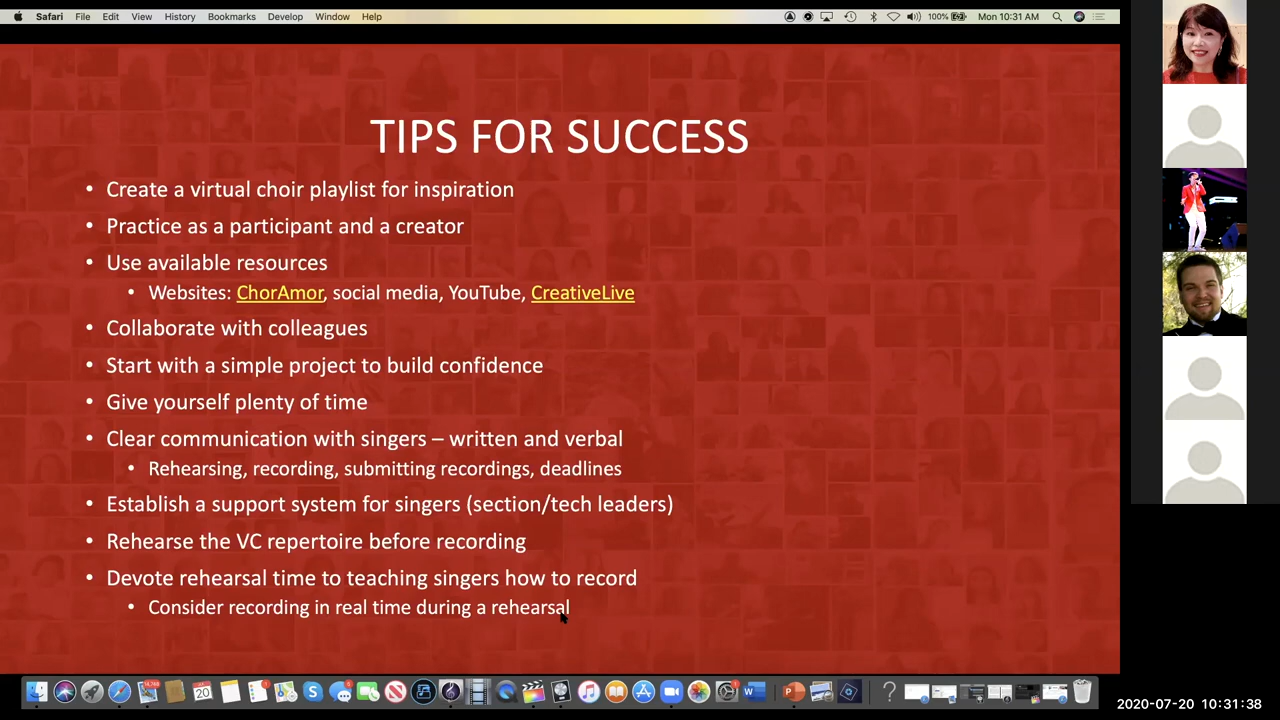 Safari File Edit View History Bookmarks Develop Window Help 100% Mon 10:31 AM
TIPS FOR SUCCESS
• Create a virtual choir playlist for inspiration
• Practice as a participant and a creator
• Use available resources
• Websites: ChorAmor, social media, YouTube, CreativeLive
• Collaborate with colleagues
• Start with a simple project to build confidence
• Give yourself plenty of time
• Clear communication with singers – written and verbal
• Rehearsing, recording, submitting recordings, deadlines
• Establish a support system for singers (section/tech leaders)
• Rehearse the VC repertoire before recording
• Devote rehearsal time to teaching singers how to record
• Consider recording in real time during a rehearsal
20
2020-07-20 10:31:38